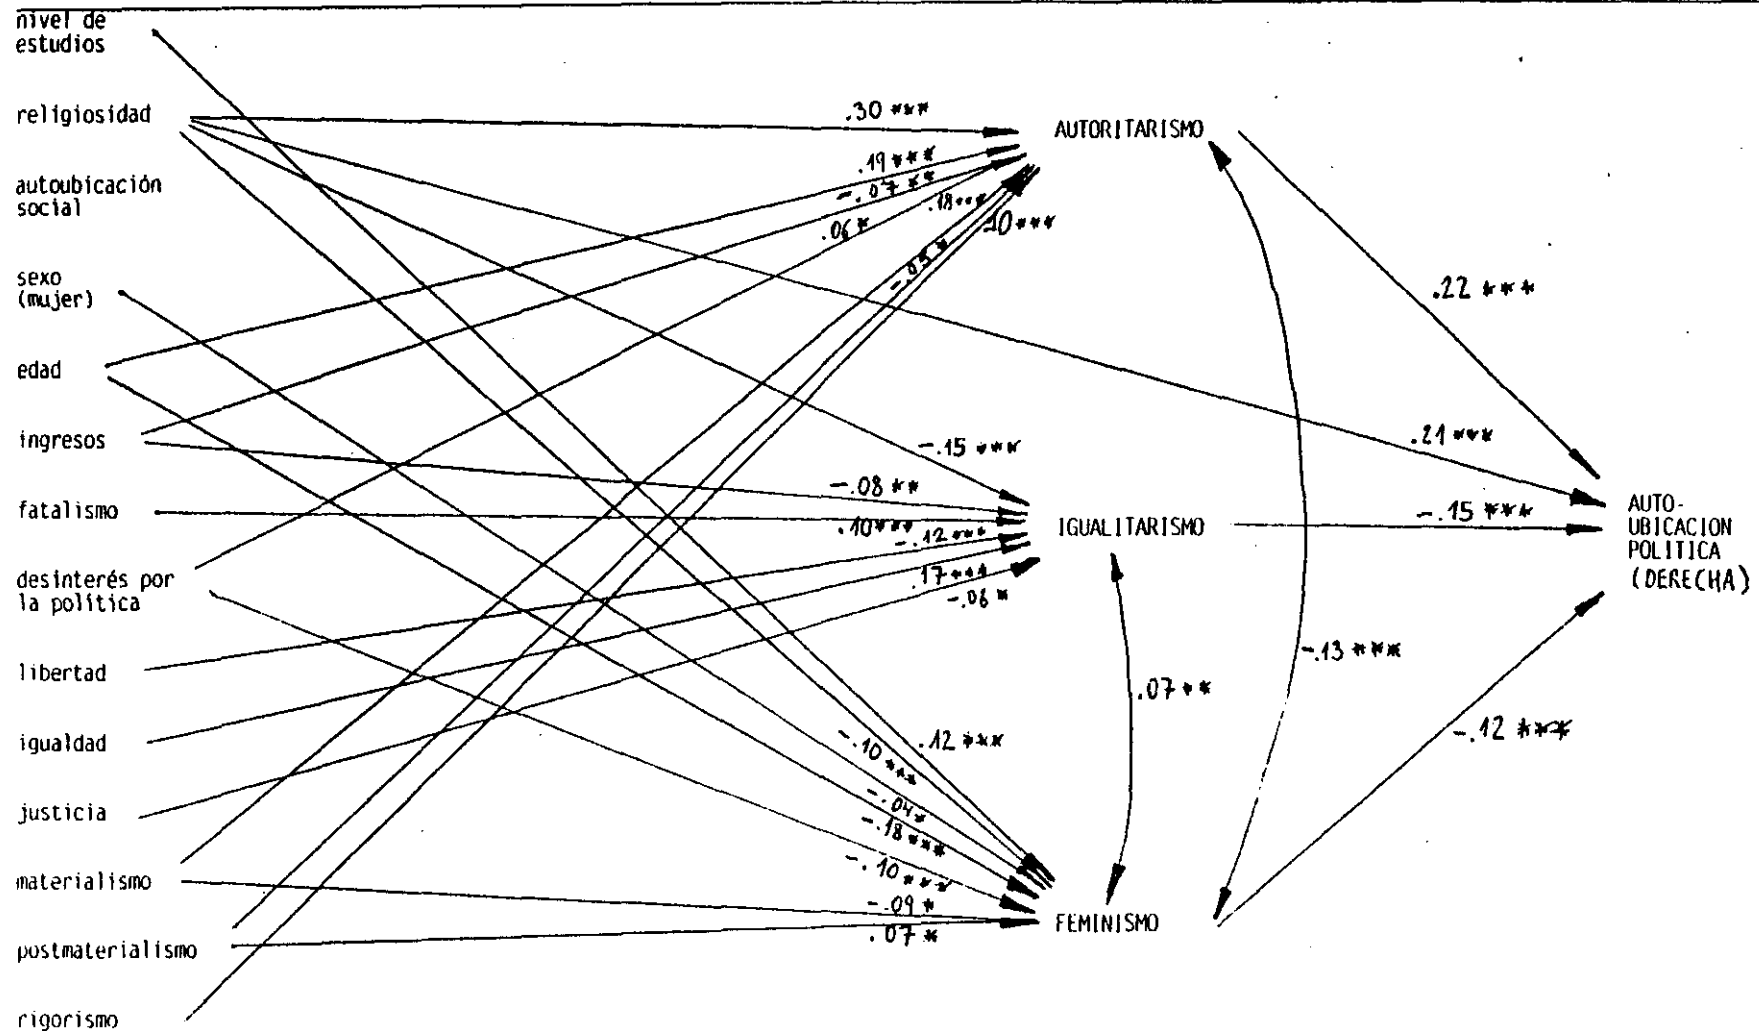 nivel de
estudios
religiosidad
autoubicación
social
sexo
(mujer)
edad
ingresos
fatalismo
desinterés por
la política
libertad
igualdad
justicia
materialismo
postmaterialismo
rigorismo
.30 ***
.19 ***
-.07 **
.18***
.06 *
.10 ***
-.05 *
AUTORITARISMO
.22 ***
.21 ***
-.15 ***
-.08 **
.10***
-.12 ***
.17***
-.06 *
IGUALITARISMO
-.15 ***
AUTO-
UBICACION
POLITICA
(DERECHA)
-.13 ***
.07 **
-.12 ***
-.10 ***
.12 ***
-.04 *
-.18 ***
-.10 ***
-.09 *
.07 *
FEMINISMO